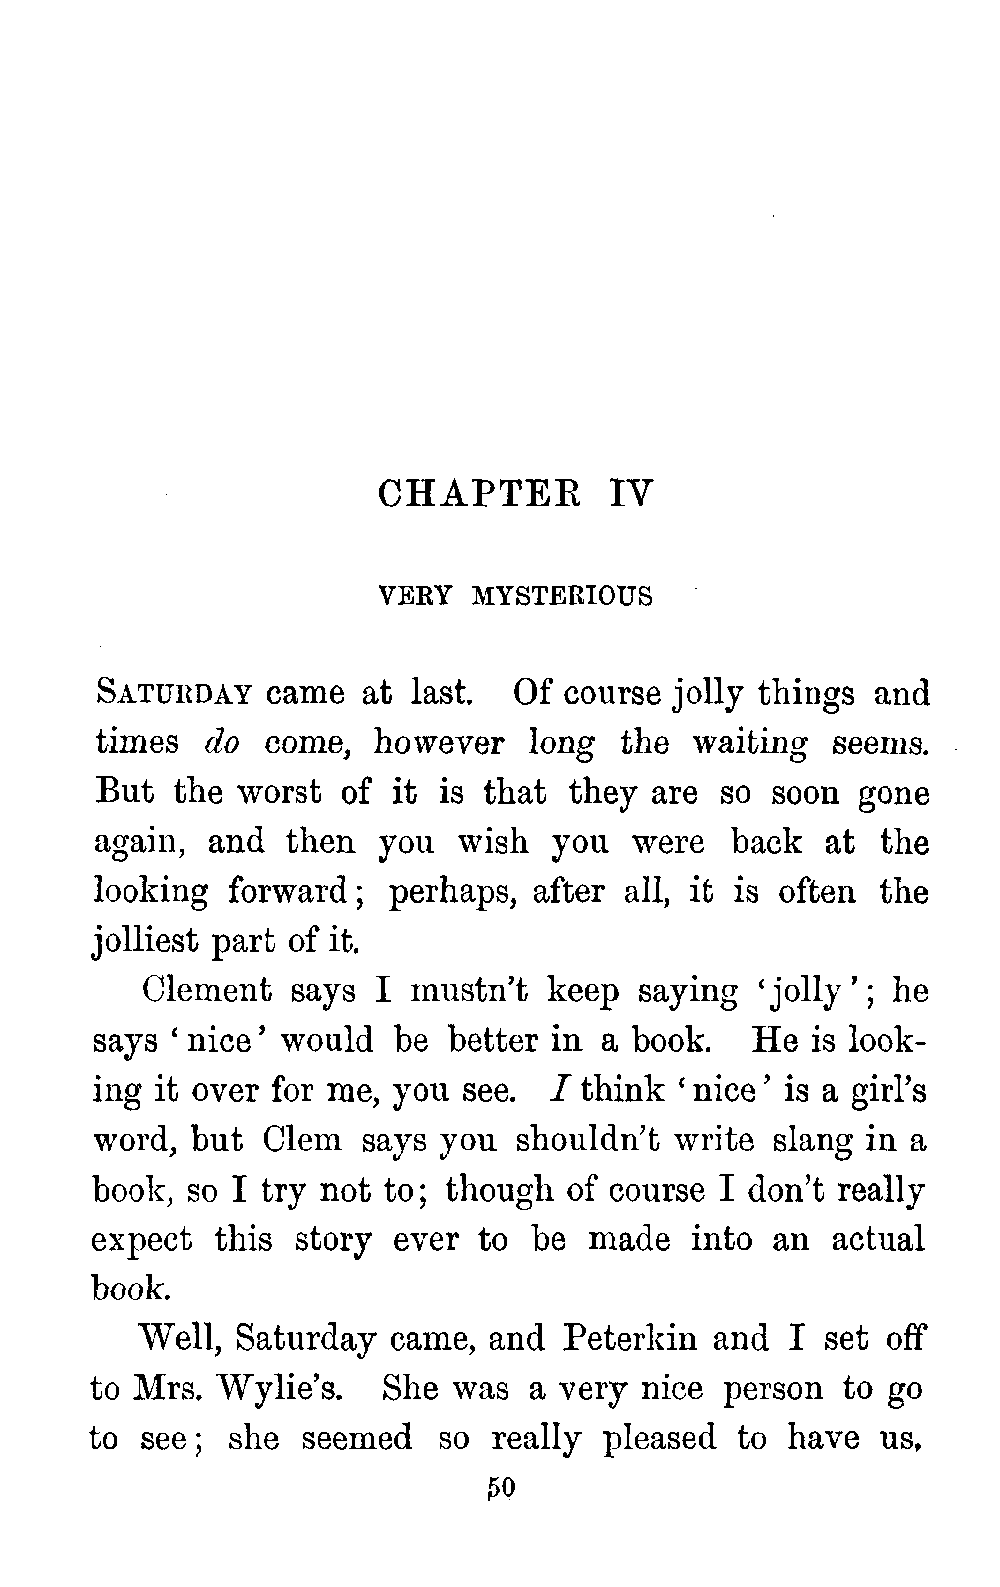 CHAPTER IV
VERY MYSTERIOUS
SATURDAY came at last. Of course jolly things and
times do come, however long the waiting seems.
But the worst of it is that they are so soon gone
again, and then you wish you were back at the
looking forward; perhaps, after all, it is often the
jolliest part of it.
Clement says I mustn't keep saying ‘jolly’; he
says ‘nice’ would be better in a book. He is look-
ing it over for me, you see. I think ‘nice’ is a girl's
word, but Clem says you shouldn't write slang in a
book, so I try not to; though of course I don't really
expect this story ever to be made into an actual
book.
Well, Saturday came, and Peterkin and I set off
to Mrs. Wylie's. She was a very nice person to go
to see; she seemed so really pleased to have us.
50